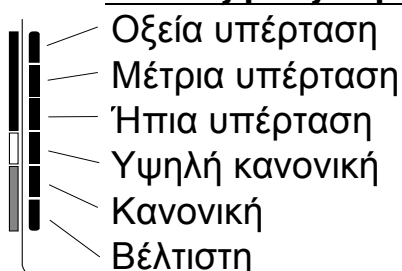 Οξεία υπέρταση
Μέτρια υπέρταση
Ήπια υπέρταση
Υψηλή κανονική
Κανονική
Βέλτιστη